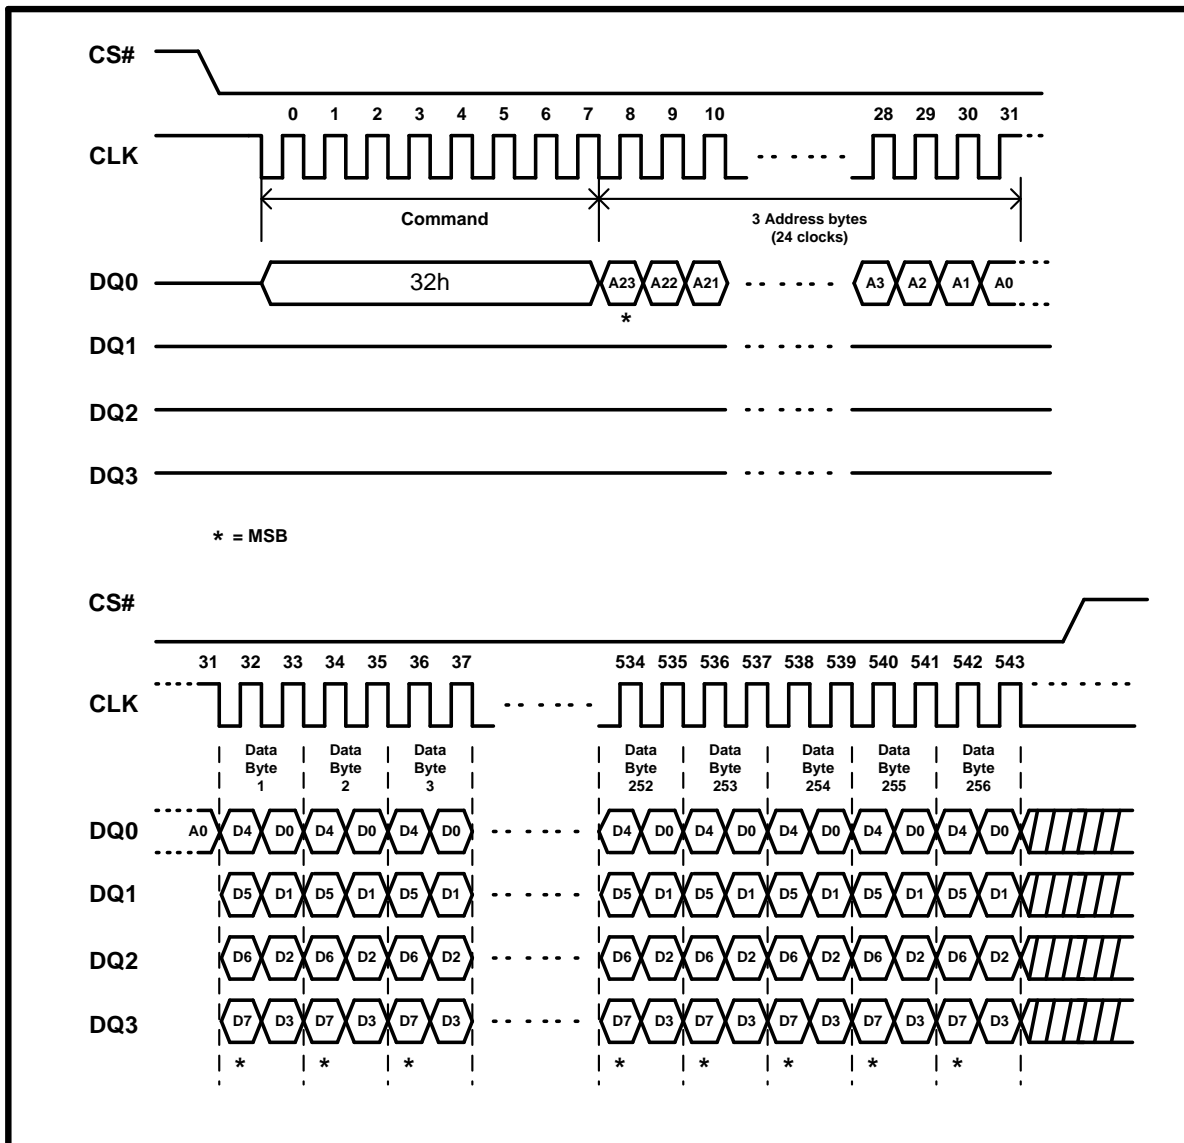 CS#
0 1 2 3 4 5 6 7 8 9 10 28 29 30 31
CLK
Command
3 Address bytes
(24 clocks)
DQ0 32h A23 A22 A21 A3 A2 A1 A0
*
DQ1
DQ2
DQ3
* = MSB
CS#
31 32 33 34 35 36 37 534 535 536 537 538 539 540 541 542 543
CLK
Data Data Data Data Data Data Data Data
Byte Byte Byte Byte Byte Byte Byte Byte
1 2 3 252 253 254 255 256
DQ0 A0 D4 D0 D4 D0 D4 D0 D4 D0 D4 D0 D4 D0 D4 D0 D4 D0
DQ1 D5 D1 D5 D1 D5 D1 D5 D1 D5 D1 D5 D1 D5 D1 D5 D1
DQ2 D6 D2 D6 D2 D6 D2 D6 D2 D6 D2 D6 D2 D6 D2 D6 D2
DQ3 D7 D3 D7 D3 D7 D3 D7 D3 D7 D3 D7 D3 D7 D3 D7 D3
* * * * * * * *